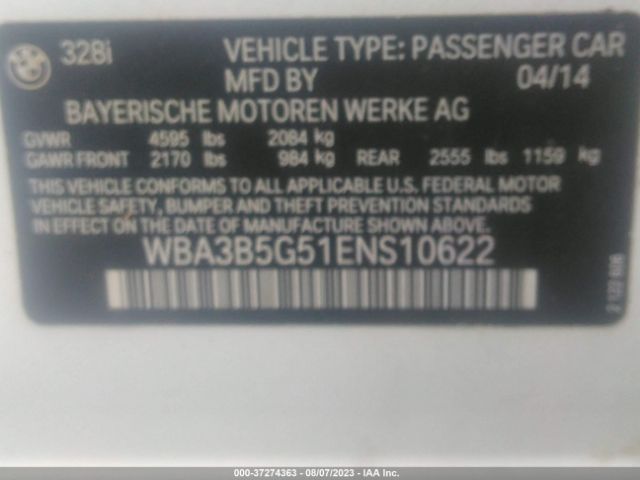 328i VEHICLE TYPE: PASSENGER CAR
MFD BY 04/14
BAYERISCHE MOTOREN WERKE AG
GVWR 4595 lbs 2084 kg
GAWR FRONT 2170 lbs 984 kg REAR 2555 lbs 1159 kg
THIS VEHICLE CONFORMS TO ALL APPLICABLE U.S. FEDERAL MOTOR
VEHICLE SAFETY, BUMPER AND THEFT PREVENTION STANDARDS IN
EFFECT ON THE DATE OF MANUFACTURE SHOWN ABOVE.
WBA3B5G51ENS10622
2 123 606
000-37274363 - 08/07/2023 - IAA Inc.